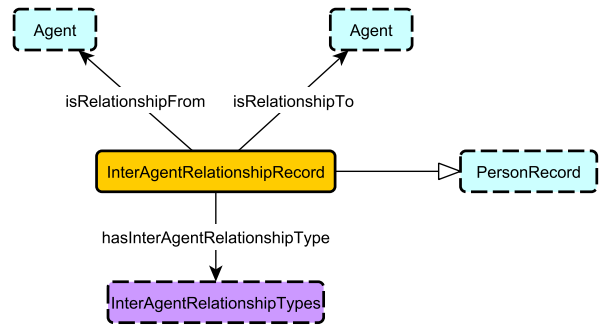 Agent
Agent
isRelationshipFrom
isRelationshipTo
InterAgentRelationshipRecord
PersonRecord
hasInterAgentRelationshipType
InterAgentRelationshipTypes